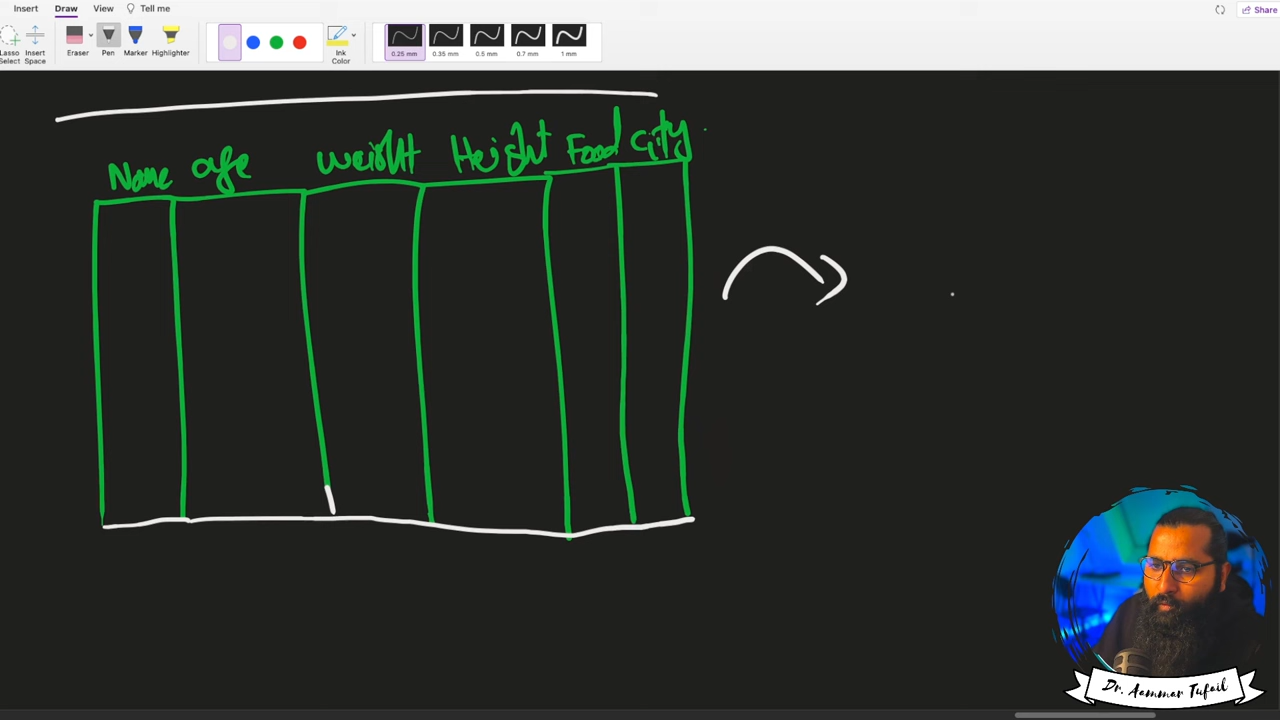 Insert Draw View Tell me
Share
Lasso Select
Insert Space
Eraser
Pen
Marker
Highlighter
Ink Color
0.25 mm
0.35 mm
0.5 mm
0.7 mm
1 mm
Name age weight Height Food City
Dr. Aammar Tufail